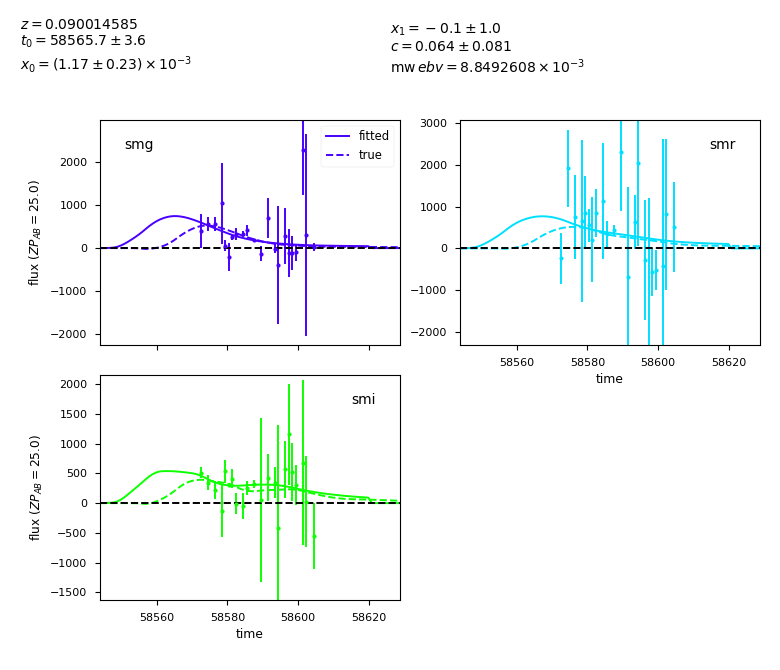 z = 0.090014585
t₀ = 58565.7 ± 3.6
x₀ = (1.17 ± 0.23) × 10⁻³
x₁ = −0.1 ± 1.0
c = 0.064 ± 0.081
mw ebv = 8.8492608 × 10⁻³
smg
fitted
true
2000
1000
0
−1000
−2000
flux (ZP_AB = 25.0)
smr
3000
2000
1000
0
−1000
−2000
58560
58580
58600
58620
time
smi
2000
1500
1000
500
0
−500
−1000
−1500
flux (ZP_AB = 25.0)
58560
58580
58600
58620
time